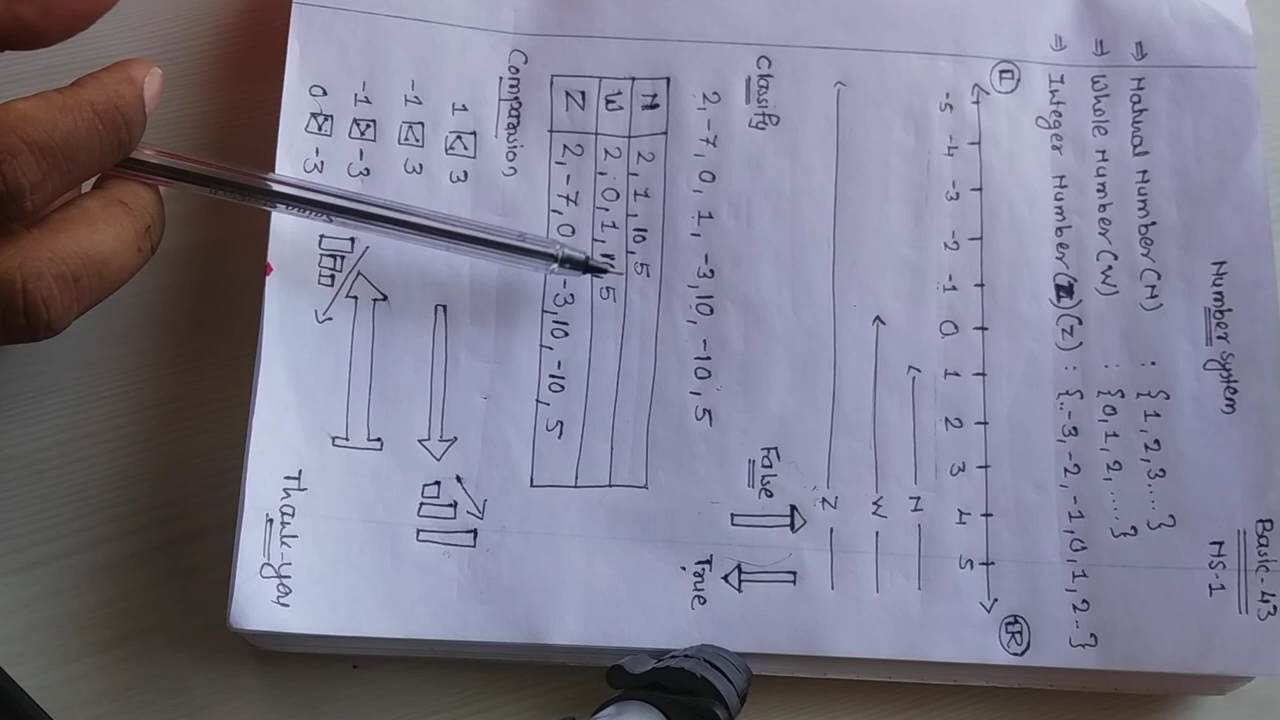 Basic-43
Number system
NS-1
⇒ Natural Number (N) : {1, 2, 3....}
⇒ Whole Number (W) : {0, 1, 2, .....}
⇒ Integer Number (Z) : {..-3, -2, -1, 0, 1, 2..}
L
R
-5 -4 -3 -2 -1 0 1 2 3 4 5
N
W
Z
Classify
False
True
2, -7, 0, 1, -3, 10, -10, 5
N 2, 1, 10, 5
W 2, 0, 1, 5
Z 2, -7, 0 -3, 10, -10, 5
Comparension
1 < 3
-1 < 3
-1 > -3
0 > -3
Thank you